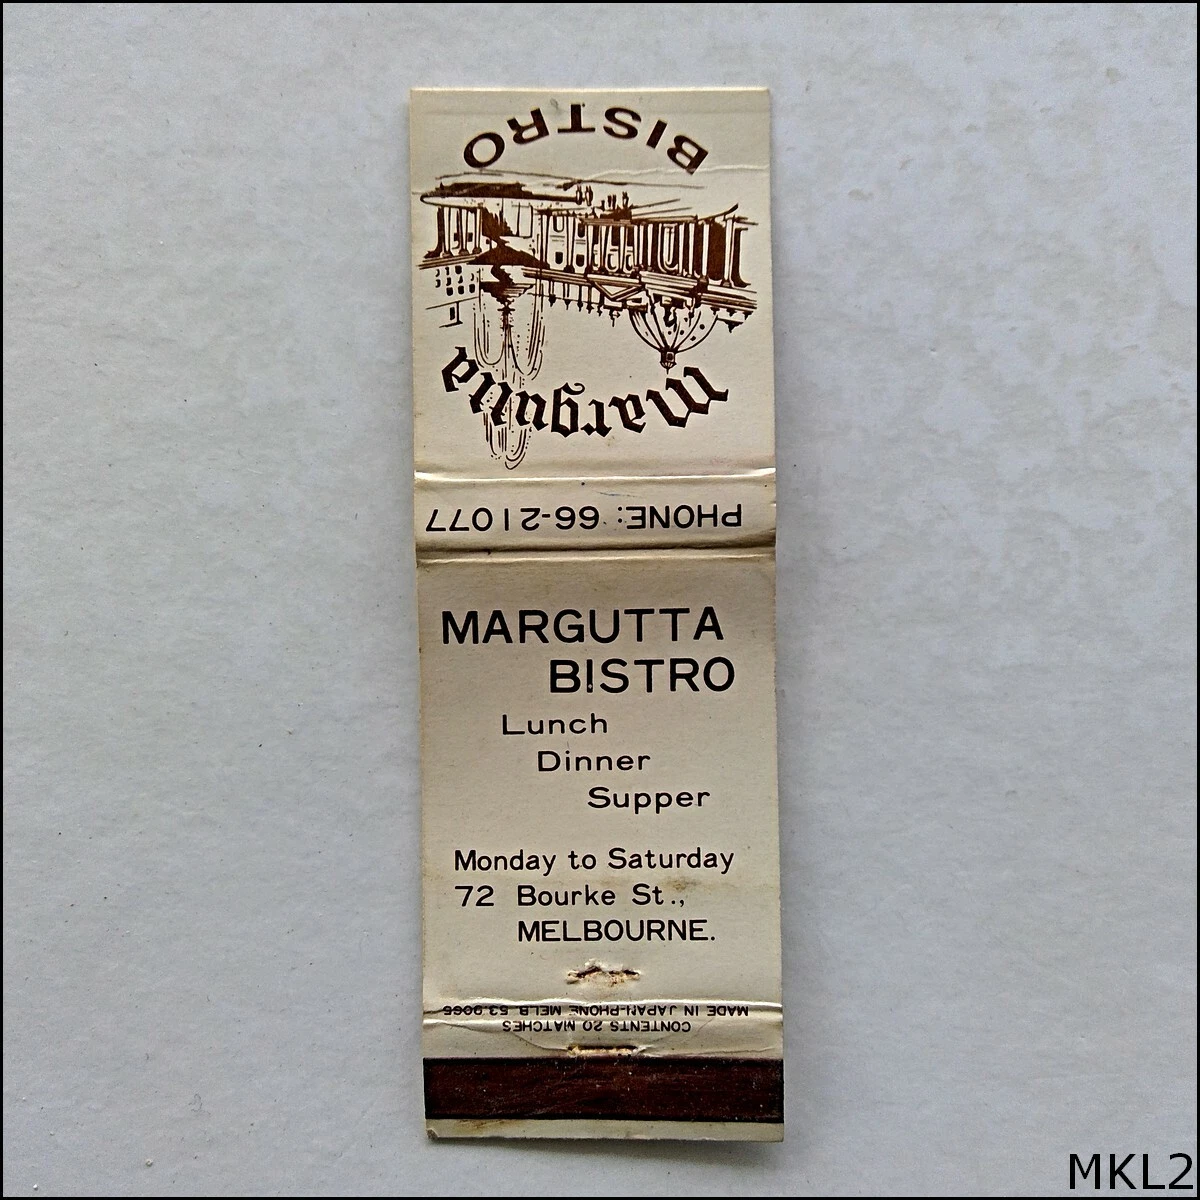 BISTRO
Margutta
PHONE: 66-21077
MARGUTTA
BISTRO
Lunch
Dinner
Supper
Monday to Saturday
72 Bourke St.,
MELBOURNE.
MADE IN JAPAN-PHONE MELB. 53 9066
CONTENTS 20 MATCHES
MKL2